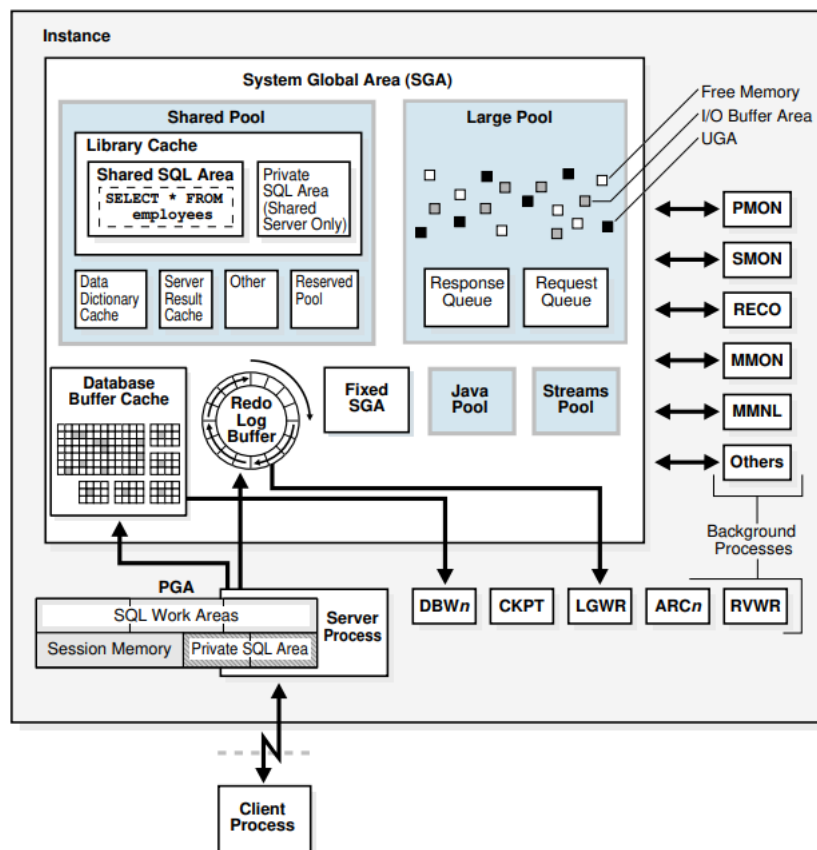 Instance
System Global Area (SGA)
Shared Pool
Library Cache
Shared SQL Area
SELECT * FROM
employees
Private
SQL Area
(Shared
Server Only)
Data
Dictionary
Cache
Server
Result
Cache
Other
Reserved
Pool
Large Pool
Response
Queue
Request
Queue
Free Memory
I/O Buffer Area
UGA
Database
Buffer Cache
Redo
Log
Buffer
Fixed
SGA
Java
Pool
Streams
Pool
PMON
SMON
RECO
MMON
MMNL
Others
Background
Processes
PGA
SQL Work Areas
Session Memory
Private SQL Area
Server
Process
DBWn
CKPT
LGWR
ARCn
RVWR
Client
Process